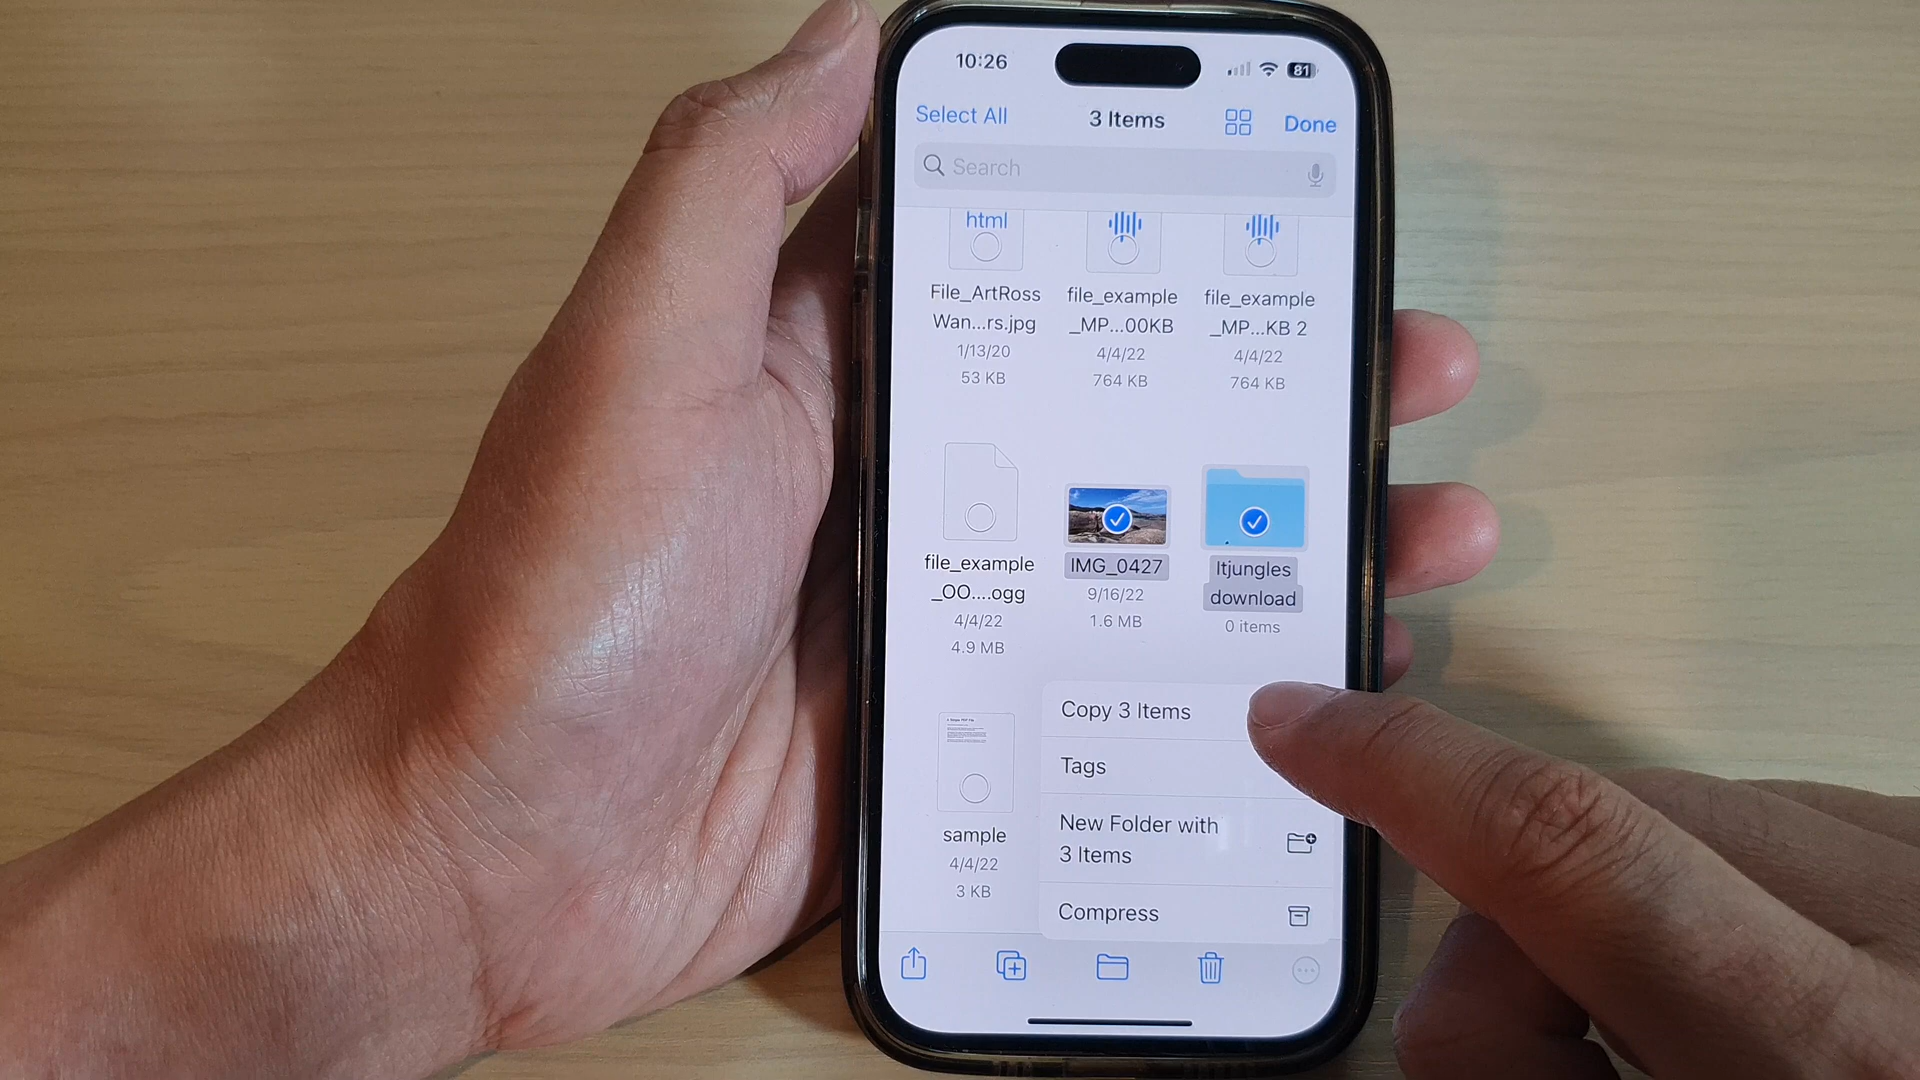 10:26
81
Select All
3 Items
Done
Search
html
File_ArtRoss
Wan...rs.jpg
1/13/20
53 KB
file_example
_MP...00KB
4/4/22
764 KB
file_example
_MP...KB 2
4/4/22
764 KB
file_example
_OO....ogg
4/4/22
4.9 MB
IMG_0427
9/16/22
1.6 MB
ltjungles
download
0 items
sample
4/4/22
3 KB
Copy 3 Items
Tags
New Folder with
3 Items
Compress